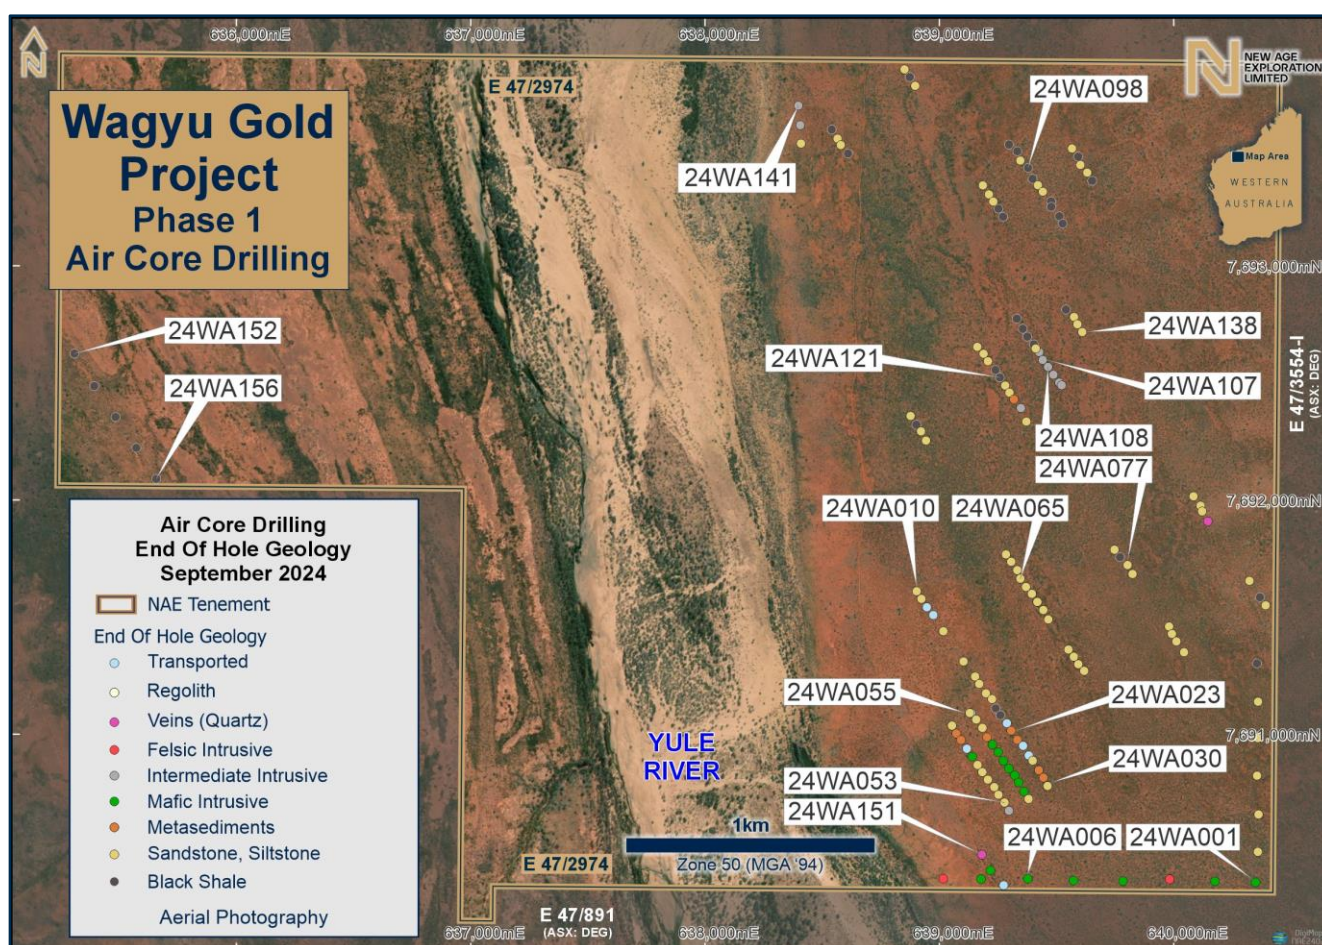 636,000mE
637,000mE
638,000mE
639,000mE
N
NEW AGE
EXPLORATION
LIMITED
E 47/2974
24WA098
Wagyu Gold
Project
Phase 1
Air Core Drilling
24WA141
Map Area
WESTERN
AUSTRALIA
7,693,000mN
24WA152
24WA138
24WA121
24WA107
24WA156
E 47/3554-I
(ASX: DEG)
24WA108
24WA077
7,692,000mN
24WA010
24WA065
Air Core Drilling
End Of Hole Geology
September 2024
NAE Tenement
End Of Hole Geology
Transported
Regolith
Veins (Quartz)
Felsic Intrusive
Intermediate Intrusive
Mafic Intrusive
Metasediments
Sandstone, Siltstone
Black Shale
Aerial Photography
24WA055
24WA023
YULE
RIVER
7,691,000mN
24WA030
24WA053
24WA151
1km
24WA006
24WA001
Zone 50 (MGA '94)
E 47/2974
E 47/891
(ASX: DEG)
637,000mE
638,000mE
639,000mE
640,000mE